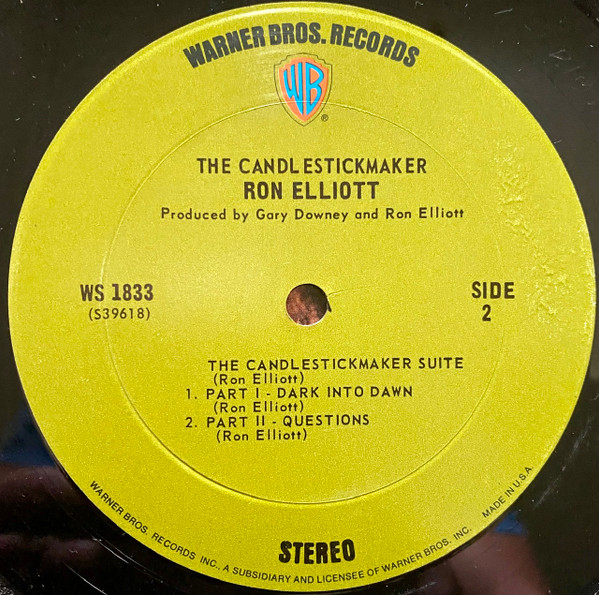 WARNER BROS. RECORDS
WB
®
THE CANDLESTICKMAKER
RON ELLIOTT
Produced by Gary Downey and Ron Elliott
WS 1833
(S39618)
SIDE
2
THE CANDLESTICKMAKER SUITE
(Ron Elliott)
1. PART I - DARK INTO DAWN
(Ron Elliott)
2. PART II - QUESTIONS
(Ron Elliott)
STEREO
WARNER BROS. RECORDS INC., A SUBSIDIARY AND LICENSEE OF WARNER BROS. INC. MADE IN U.S.A.